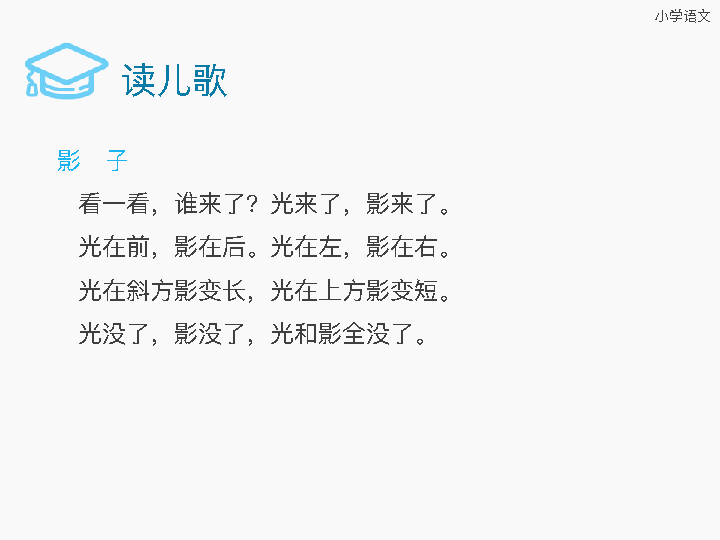 小学语文
读儿歌
影 子
看一看，谁来了？光来了，影来了。
光在前，影在后。光在左，影在右。
光在斜方影变长，光在上方影变短。
光没了，影没了，光和影全没了。